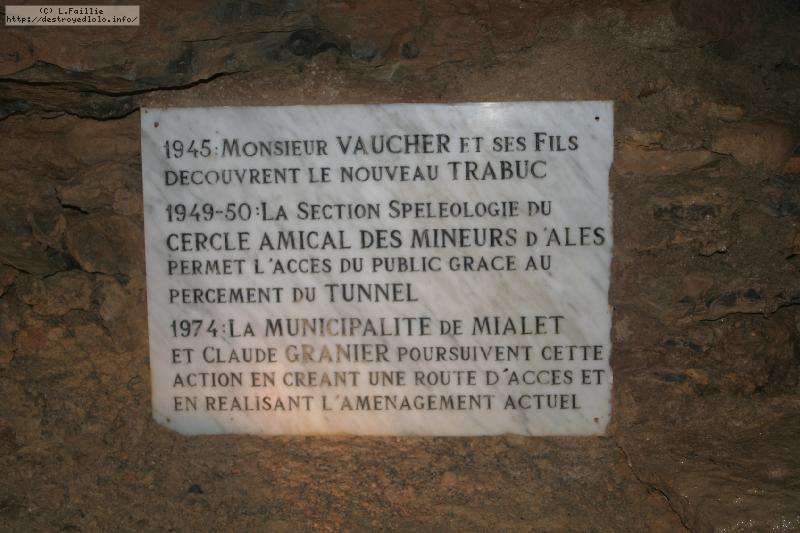 (C) L.Faillie
http://destroyedlolo.info/
1945: MONSIEUR VAUCHER ET SES FILS
DECOUVRENT LE NOUVEAU TRABUC
1949-50: LA SECTION SPELEOLOGIE DU
CERCLE AMICAL DES MINEURS D'ALES
PERMET L'ACCES DU PUBLIC GRACE AU
PERCEMENT DU TUNNEL
1974: LA MUNICIPALITE DE MIALET
ET CLAUDE GRANIER POURSUIVENT CETTE
ACTION EN CREANT UNE ROUTE D'ACCES ET
EN REALISANT L'AMENAGEMENT ACTUEL